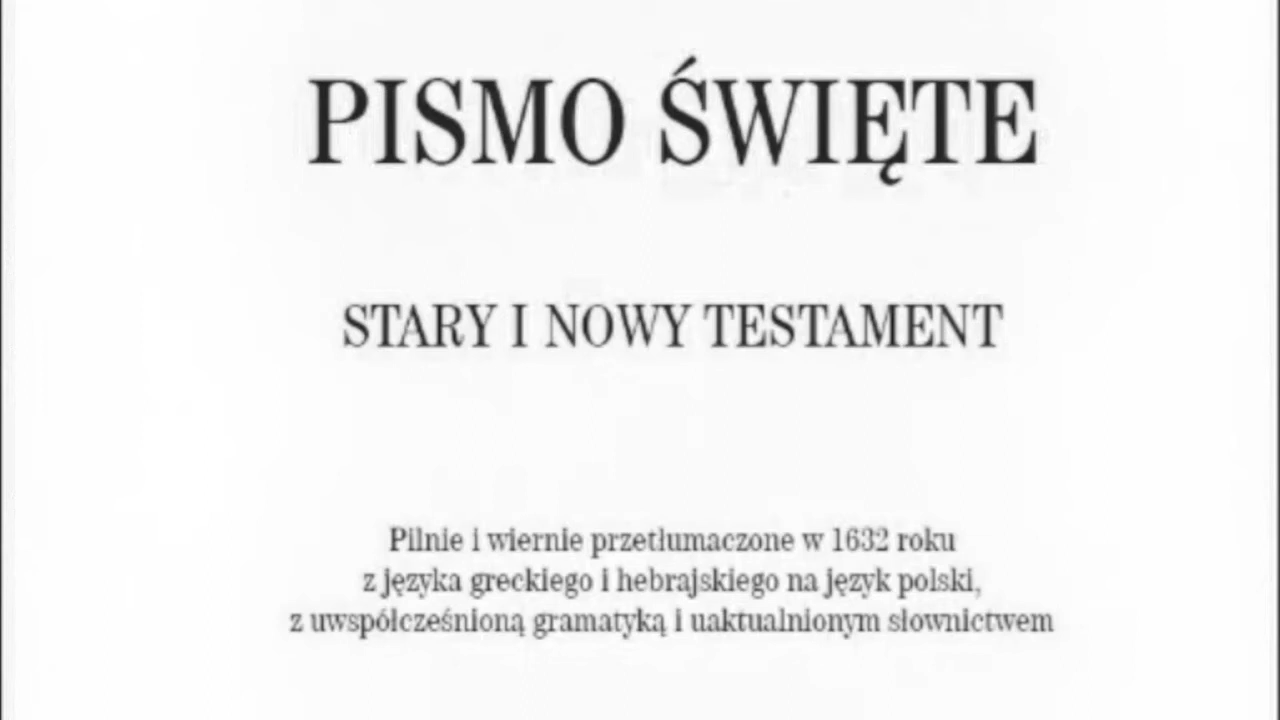 PISMO ŚWIĘTE
STARY I NOWY TESTAMENT
Pilnie i wiernie przetłumaczone w 1632 roku
z języka greckiego i hebrajskiego na język polski,
z uwspółcześnioną gramatyką i uaktualnionym słownictwem